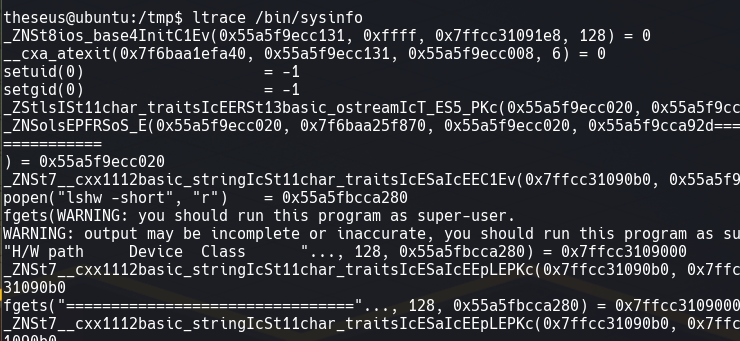 theseus@ubuntu:/tmp$ ltrace /bin/sysinfo
_ZNSt8ios_base4InitC1Ev(0x55a5f9ecc131, 0xffff, 0x7ffcc31091e8, 128) = 0
__cxa_atexit(0x7f6baa1efa40, 0x55a5f9ecc131, 0x55a5f9ecc008, 6) = 0
setuid(0)                    = -1
setgid(0)                    = -1
_ZStlsISt11char_traitsIcEERSt13basic_ostreamIcT_ES5_PKc(0x55a5f9ecc020, 0x55a5f9cc
_ZNSolsEPFRSoS_E(0x55a5f9ecc020, 0x7f6baa25f870, 0x55a5f9ecc020, 0x55a5f9cca92d===
===========
) = 0x55a5f9ecc020
_ZNSt7__cxx1112basic_stringIcSt11char_traitsIcESaIcEEC1Ev(0x7ffcc31090b0, 0x55a5f9
popen("lshw -short", "r")    = 0x55a5fbcca280
fgets(WARNING: you should run this program as super-user.
WARNING: output may be incomplete or inaccurate, you should run this program as su
"H/W path     Device  Class      "..., 128, 0x55a5fbcca280) = 0x7ffcc3109000
_ZNSt7__cxx1112basic_stringIcSt11char_traitsIcESaIcEEpLEPKc(0x7ffcc31090b0, 0x7ffc
31090b0
fgets("==============================="..., 128, 0x55a5fbcca280) = 0x7ffcc3109000
_ZNSt7__cxx1112basic_stringIcSt11char_traitsIcESaIcEEpLEPKc(0x7ffcc31090b0, 0x7ffc
1090b0